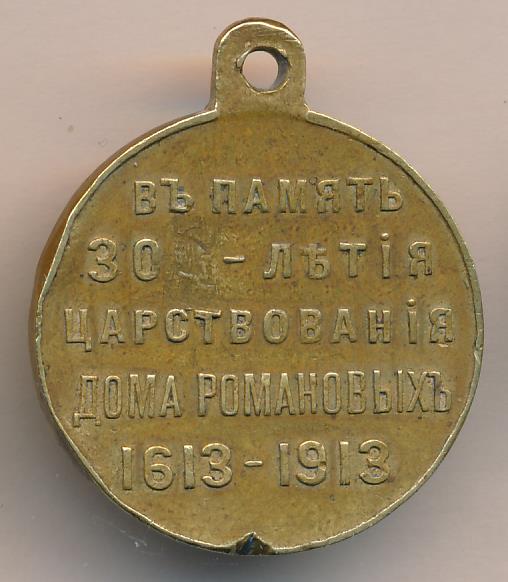 ВЪ ПАМЯТЬ
30 -ЛѢТІЯ
ЦАРСТВОВАНІЯ
ДОМА РОМАНОВЫХЪ
1613-1913